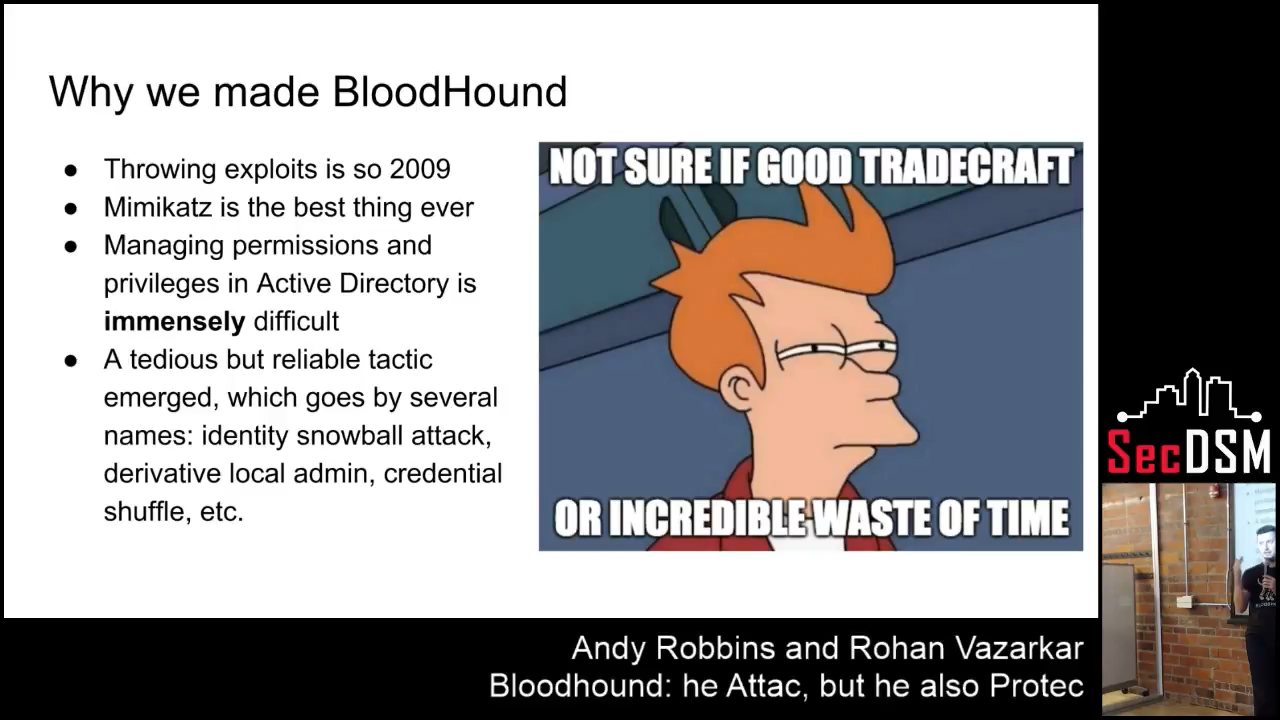 Why we made BloodHound
● Throwing exploits is so 2009
● Mimikatz is the best thing ever
● Managing permissions and
privileges in Active Directory is
immensely difficult
● A tedious but reliable tactic
emerged, which goes by several
names: identity snowball attack,
derivative local admin, credential
shuffle, etc.
NOT SURE IF GOOD TRADECRAFT
OR INCREDIBLE WASTE OF TIME
SecDSM
Andy Robbins and Rohan Vazarkar
Bloodhound: he Attac, but he also Protec